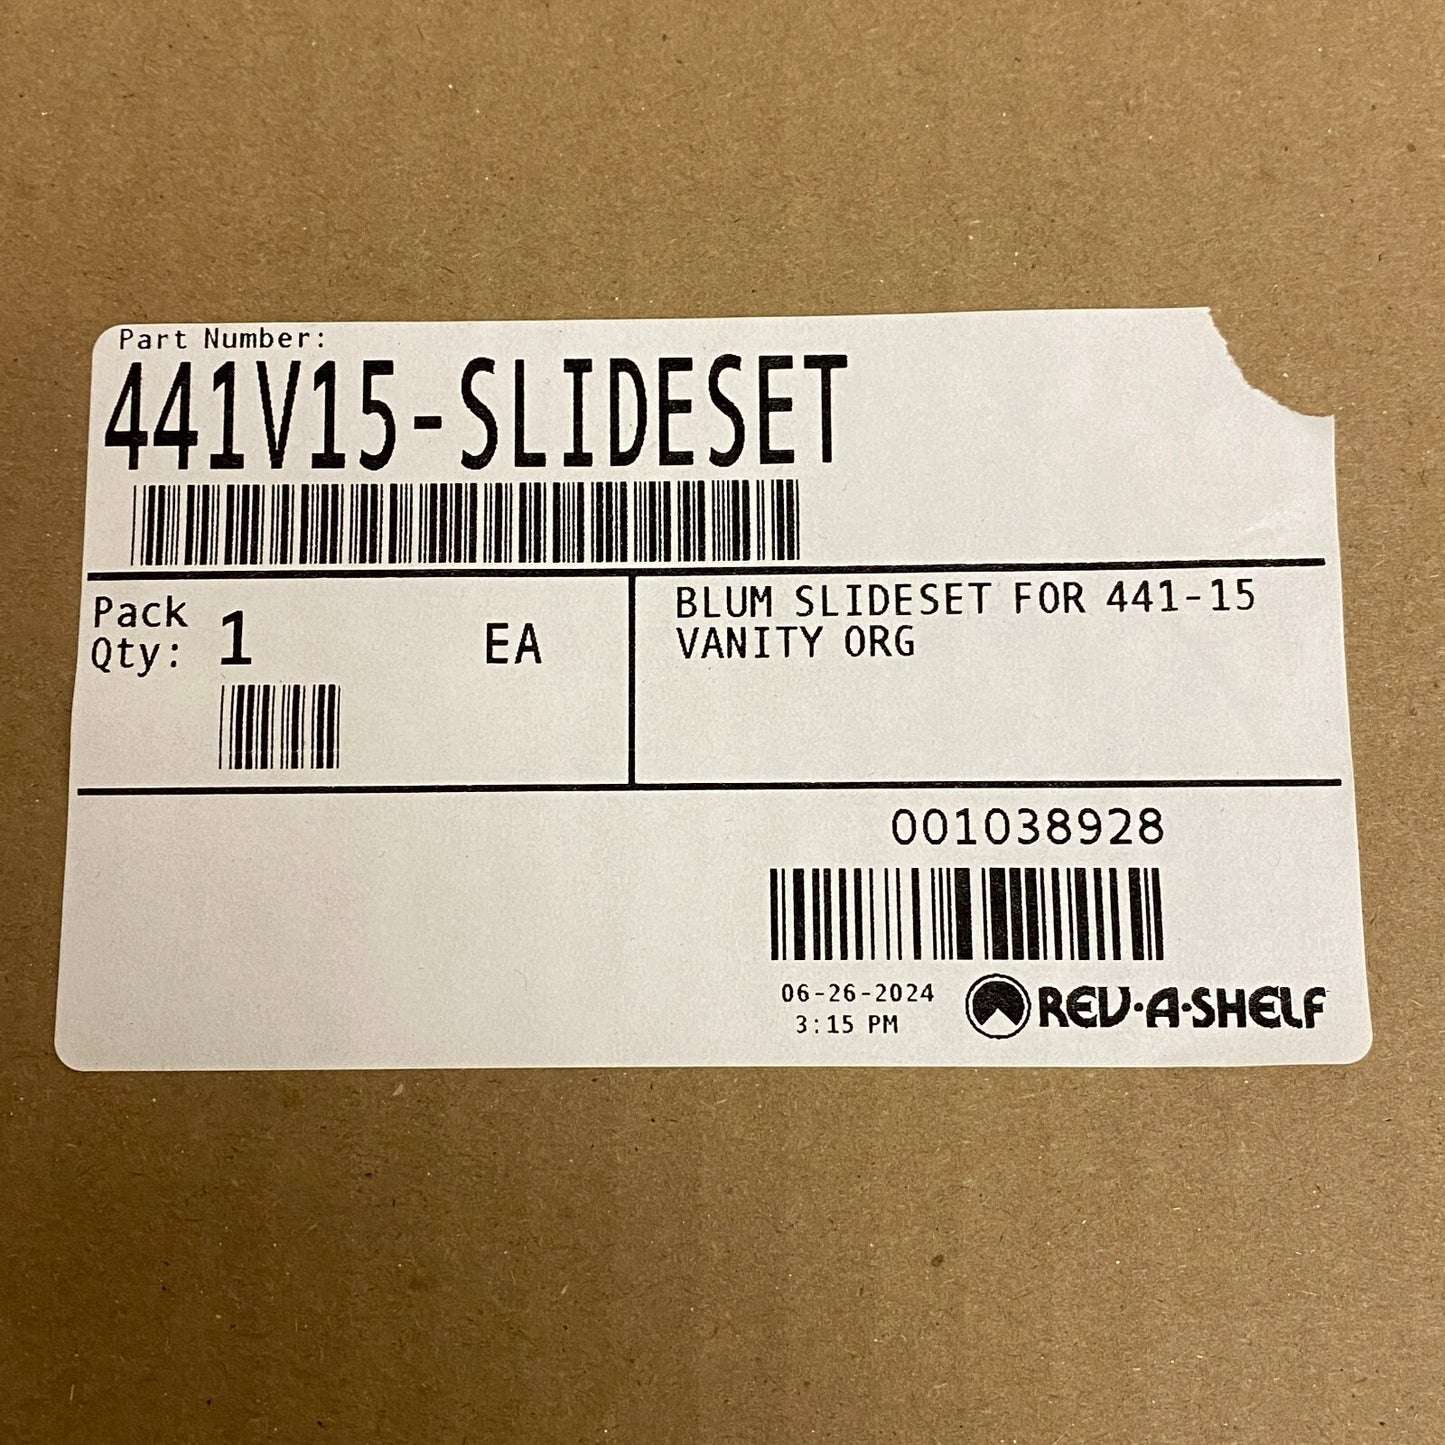 Part Number:
441V15-SLIDESET
Pack
Qty: 1 EA
BLUM SLIDESET FOR 441-15
VANITY ORG
001038928
06-26-2024
3:15 PM
REV·A·SHELF